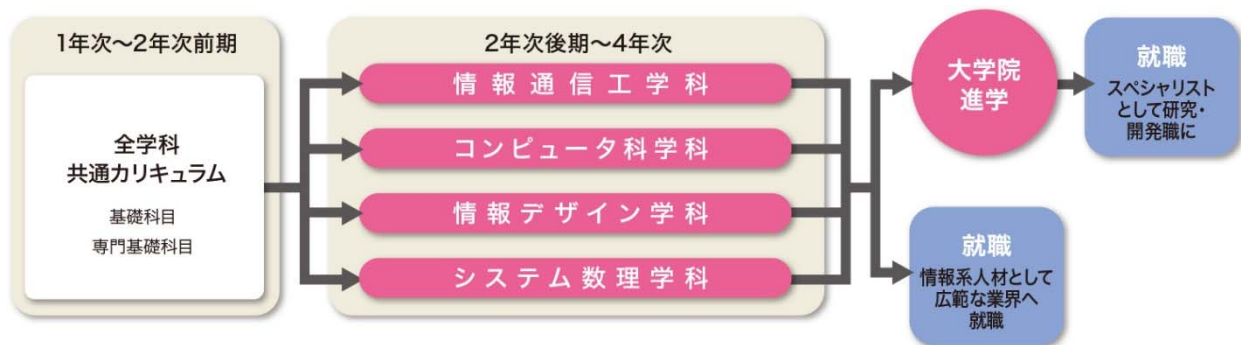 1年次～2年次前期
全学科
共通カリキュラム
基礎科目
専門基礎科目
2年次後期～4年次
情報通信工学科
コンピュータ科学科
情報デザイン学科
システム数理学科
大学院
進学
就職
スペシャリスト
として研究・
開発職に
就職
情報系人材として
広範な業界へ
就職